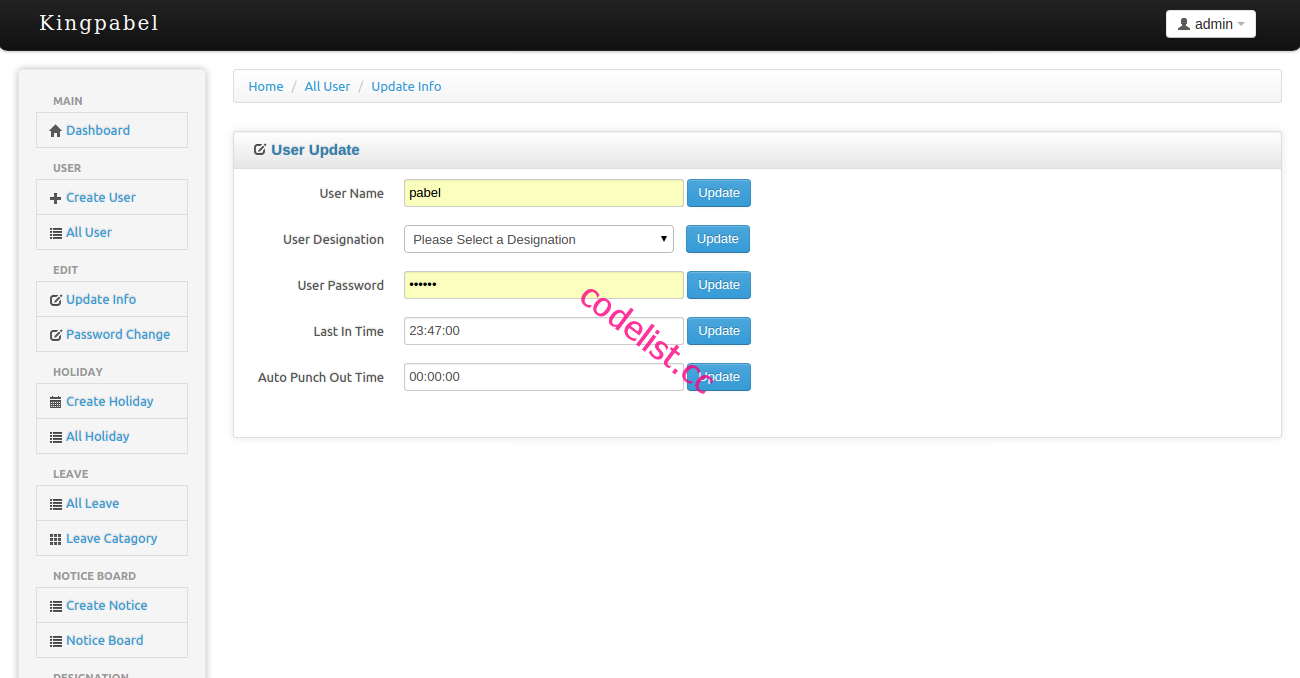 Kingpabel
admin
MAIN
Dashboard
USER
Create User
All User
EDIT
Update Info
Password Change
HOLIDAY
Create Holiday
All Holiday
LEAVE
All Leave
Leave Catagory
NOTICE BOARD
Create Notice
Notice Board
DESIGNATION
Home / All User / Update Info
User Update
User Name pabel Update
User Designation Please Select a Designation Update
User Password •••••• Update
Last In Time 23:47:00 Update
Auto Punch Out Time 00:00:00 Update
codelist.cc